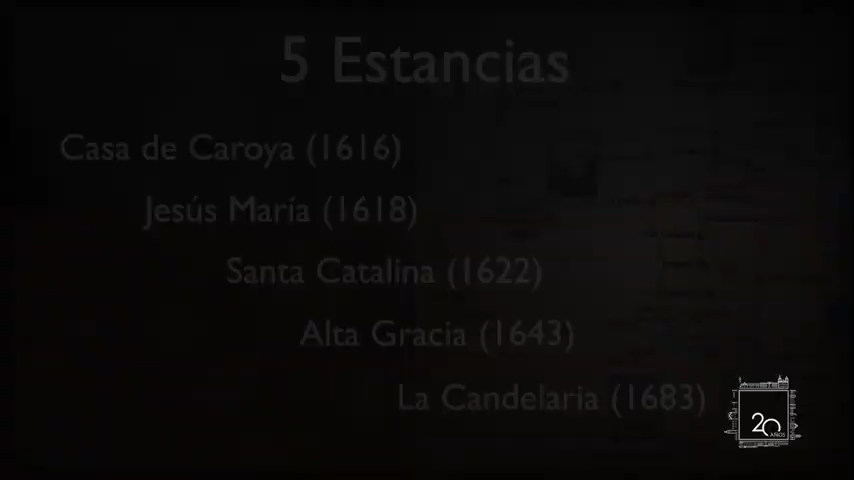 5 Estancias
Casa de Caroya (1616)
Jesús María (1618)
Santa Catalina (1622)
Alta Gracia (1643)
La Candelaria (1683)
20
AÑOS